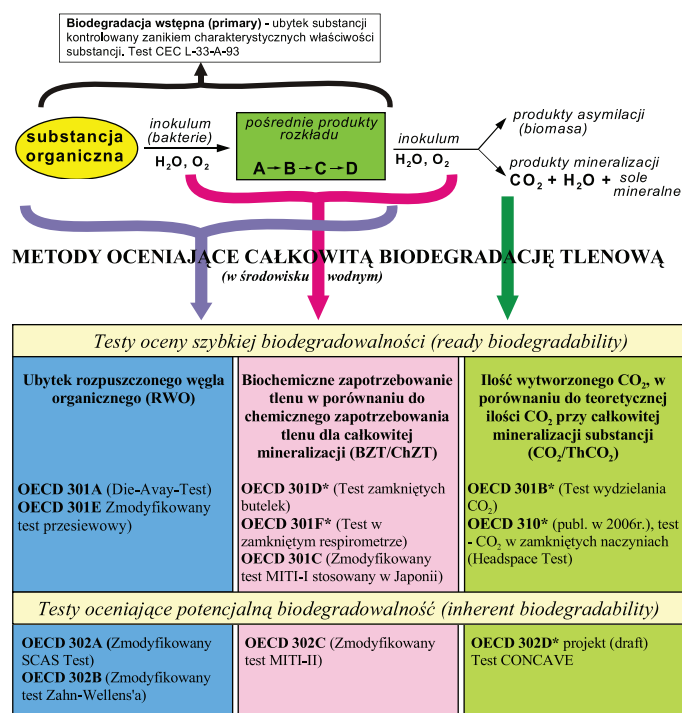 Biodegradacja wstępna (primary) - ubytek substancji
kontrolowany zanikiem charakterystycznych właściwości
substancji. Test CEC L-33-A-93
substancja
organiczna
inokulum
(bakterie)
H₂O, O₂
pośrednie produkty
rozkładu
A→B→C→D
inokulum
H₂O, O₂
produkty asymilacji
(biomasa)
produkty mineralizacji
CO₂ + H₂O + sole
mineralne
METODY OCENIAJĄCE CAŁKOWITĄ BIODEGRADACJĘ TLENOWĄ
(w środowisku wodnym)
Testy oceny szybkiej biodegradowalności (ready biodegradability)
Ubytek rozpuszczonego węgla
organicznego (RWO)
OECD 301A (Die-Avay-Test)
OECD 301E Zmodyfikowany
test przesiewowy
Biochemiczne zapotrzebowanie
tlenu w porównaniu do
chemicznego zapotrzebowania
tlenu dla całkowitej
mineralizacji (BZT/ChZT)
OECD 301D* (Test zamkniętych
butelek)
OECD 301F* (Test w
zamkniętym respirometrze)
OECD 301C (Zmodyfikowany
test MITI-I stosowany w Japonii)
Ilość wytworzonego CO₂, w
porównaniu do teoretycznej
ilości CO₂ przy całkowitej
mineralizacji substancji
(CO₂/ThCO₂)
OECD 301B* (Test wydzielania
CO₂)
OECD 310* (publ. w 2006r.), test
- CO₂ w zamkniętych naczyniach
(Headspace Test)
Testy oceniające potencjalną biodegradowalność (inherent biodegradability)
OECD 302A (Zmodyfikowany
SCAS Test)
OECD 302B (Zmodyfikowany
test Zahn-Wellens'a)
OECD 302C (Zmodyfikowany
test MITI-II)
OECD 302D* projekt (draft)
Test CONCAVE